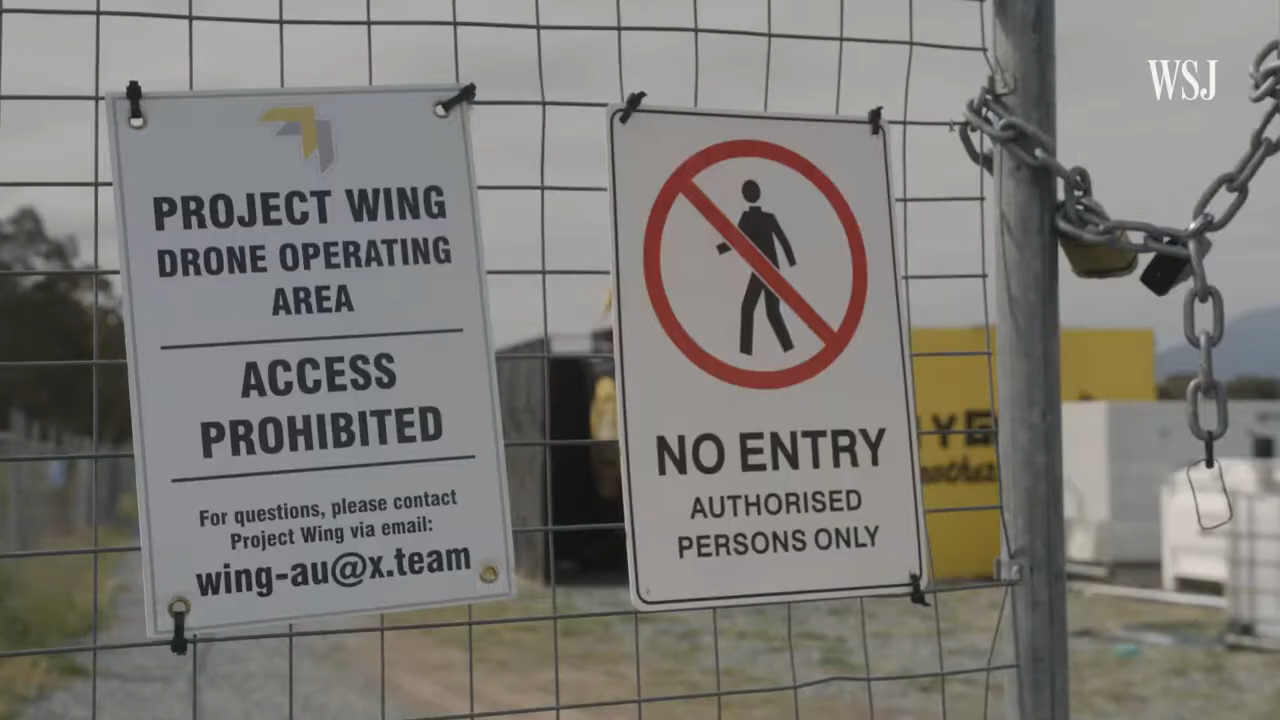 WSJ
PROJECT WING
DRONE OPERATING
AREA
ACCESS
PROHIBITED
For questions, please contact
Project Wing via email:
wing-au@x.team
NO ENTRY
AUTHORISED
PERSONS ONLY